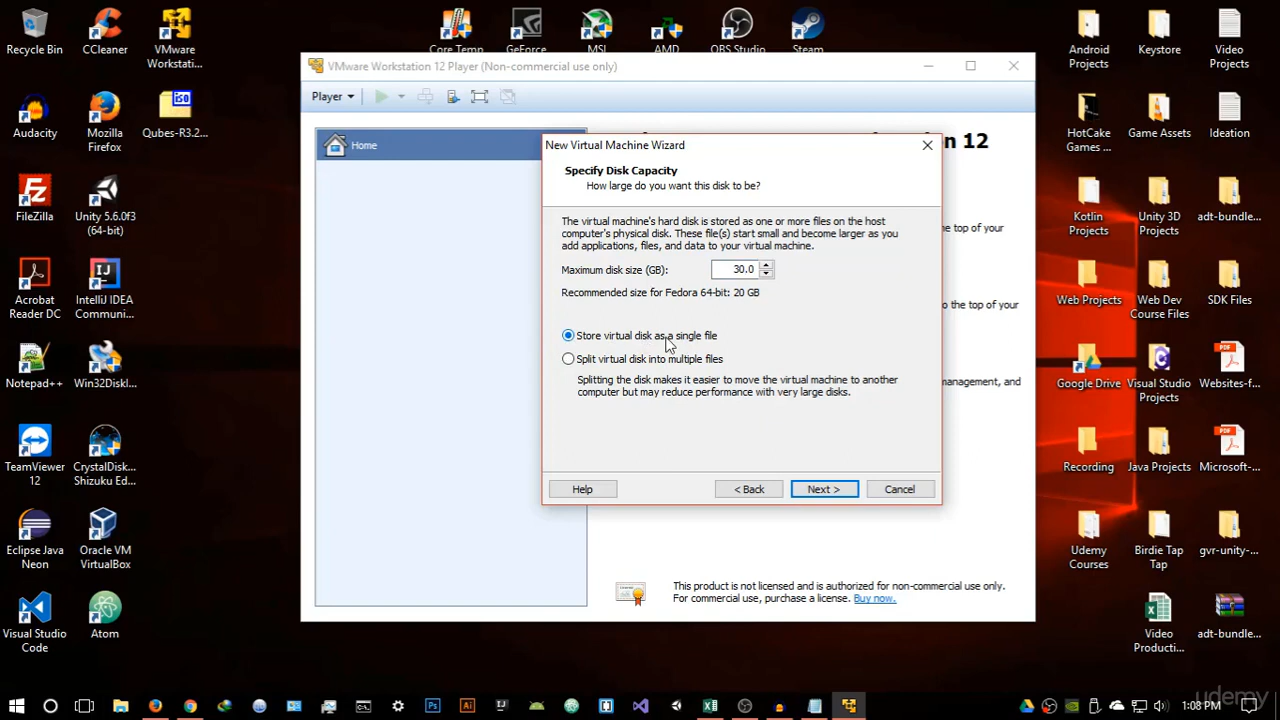 Recycle Bin
CCleaner
VMware
Workstation...
Core Temp
GeForce
MSI
AMD
OBS Studio
Steam
Android
Projects
Keystore
Video
Projects
VMware Workstation 12 Player (Non-commercial use only)
Player
Home
n 12
Audacity
Mozilla
Firefox
ISO
Qubes-R3.2...
HotCake
Games ...
Game Assets
Ideation
New Virtual Machine Wizard
Specify Disk Capacity
How large do you want this disk to be?
The virtual machine's hard disk is stored as one or more files on the host
computer's physical disk. These file(s) start small and become larger as you
add applications, files, and data to your virtual machine.
Maximum disk size (GB):
30.0
Recommended size for Fedora 64-bit: 20 GB
Store virtual disk as a single file
Split virtual disk into multiple files
Splitting the disk makes it easier to move the virtual machine to another
computer but may reduce performance with very large disks.
Help
< Back
Next >
Cancel
e to the top of your
o the top of your
management, and
This product is not licensed and is authorized for non-commercial use only.
For commercial use, purchase a license. Buy now.
FileZilla
Unity 5.6.0f3
(64-bit)
Kotlin
Projects
Unity 3D
Projects
adt-bundle...
Acrobat
Reader DC
IntelliJ IDEA
Communi...
Web Projects
Web Dev
Course Files
SDK Files
Notepad++
Win32Diskl...
Google Drive
Visual Studio
Projects
PDF
Websites-f...
TeamViewer
12
CrystalDisk...
Shizuku Ed...
Recording
Java Projects
PDF
Microsoft-...
Eclipse Java
Neon
Oracle VM
VirtualBox
Udemy
Courses
Birdie Tap
Tap
gvr-unity-...
Visual Studio
Code
Atom
Video
Producti...
adt-bundle...
Ps
Ai
IJ
1:08 PM
udemy